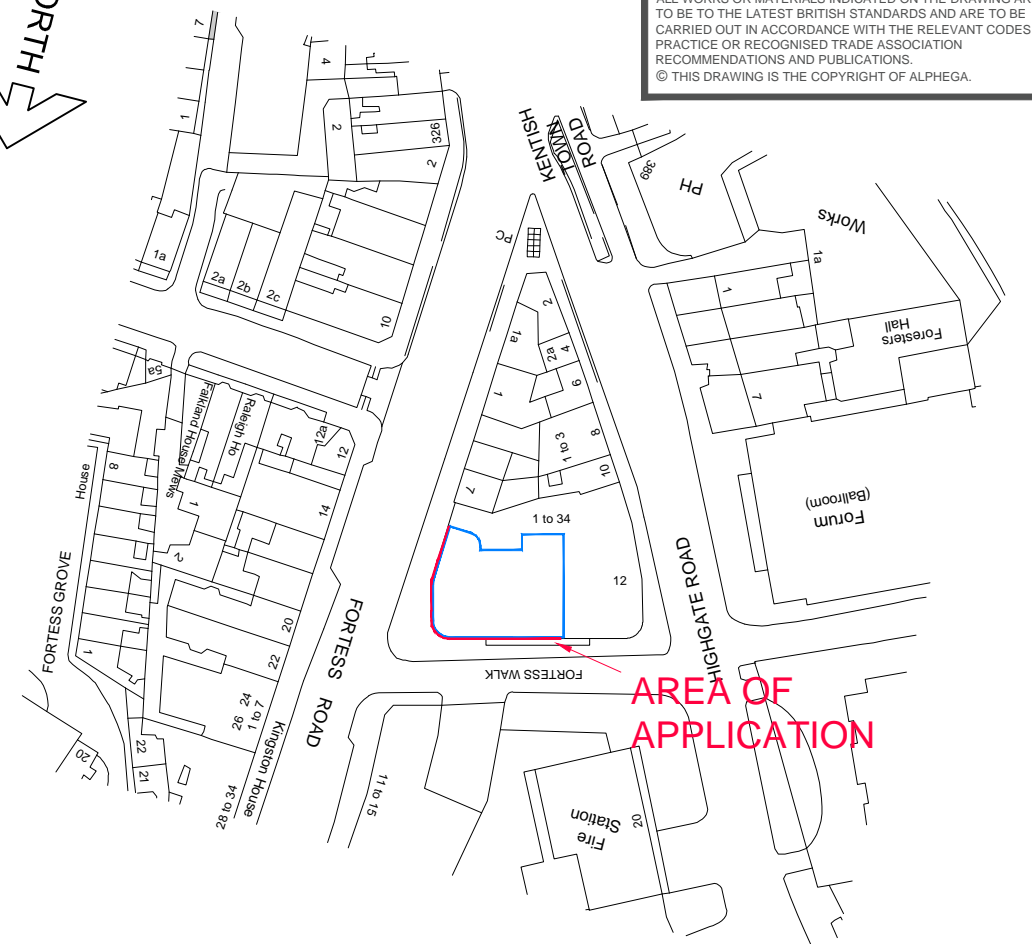 ALL WORKS OR MATERIALS INDICATED ON THE DRAWING AR
TO BE TO THE LATEST BRITISH STANDARDS AND ARE TO BE
CARRIED OUT IN ACCORDANCE WITH THE RELEVANT CODES
PRACTICE OR RECOGNISED TRADE ASSOCIATION
RECOMMENDATIONS AND PUBLICATIONS.
© THIS DRAWING IS THE COPYRIGHT OF ALPHEGA.
ORTH
7
4
1
2
326
2
KENTISH
TOWN
ROAD
389
PH
PC
Works
1a
1a
2a
2b
2c
10
1
7
Foresters
Hall
2
1a
2a
4
1
6
8
1 to 3
10
7
5a
Falkland House Mews
Raleigh Ho
12a
12
14
House
8
1
2
1
FORTESS GROVE
20
22
24
26
1 to 7
Kingston House
28 to 34
20
22
21
FORTESS
ROAD
1 to 34
12
Forum
(Ballroom)
HIGHGATE ROAD
FORTESS WALK
AREA OF
APPLICATION
11 to 15
Fire
Station
20